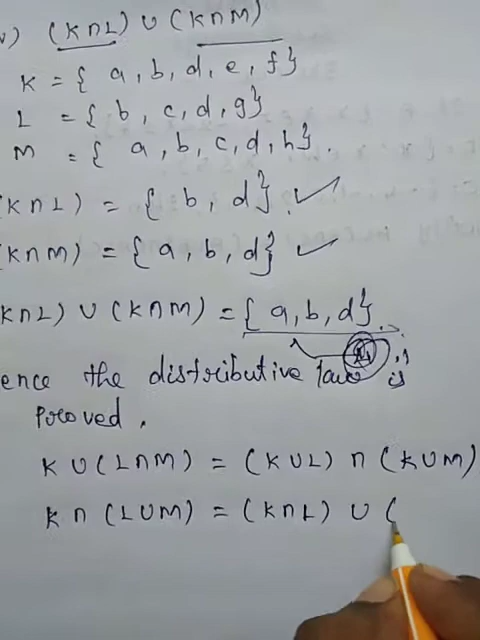 v) (K∩L) ∪ (K∩M)
K = { a, b, d, e, f}
L = { b, c, d, g}
M = { a, b, c, d, h}.
(K∩L) = { b, d}.
(K∩M) = { a, b, d}
K∩L) ∪ (K∩M) = { a, b, d}.
ence the distributive law is
proved.
K ∪ (L∩M) = (K∪L) ∩ (K∪M)
K ∩ (L∪M) = (K∩L) ∪ (